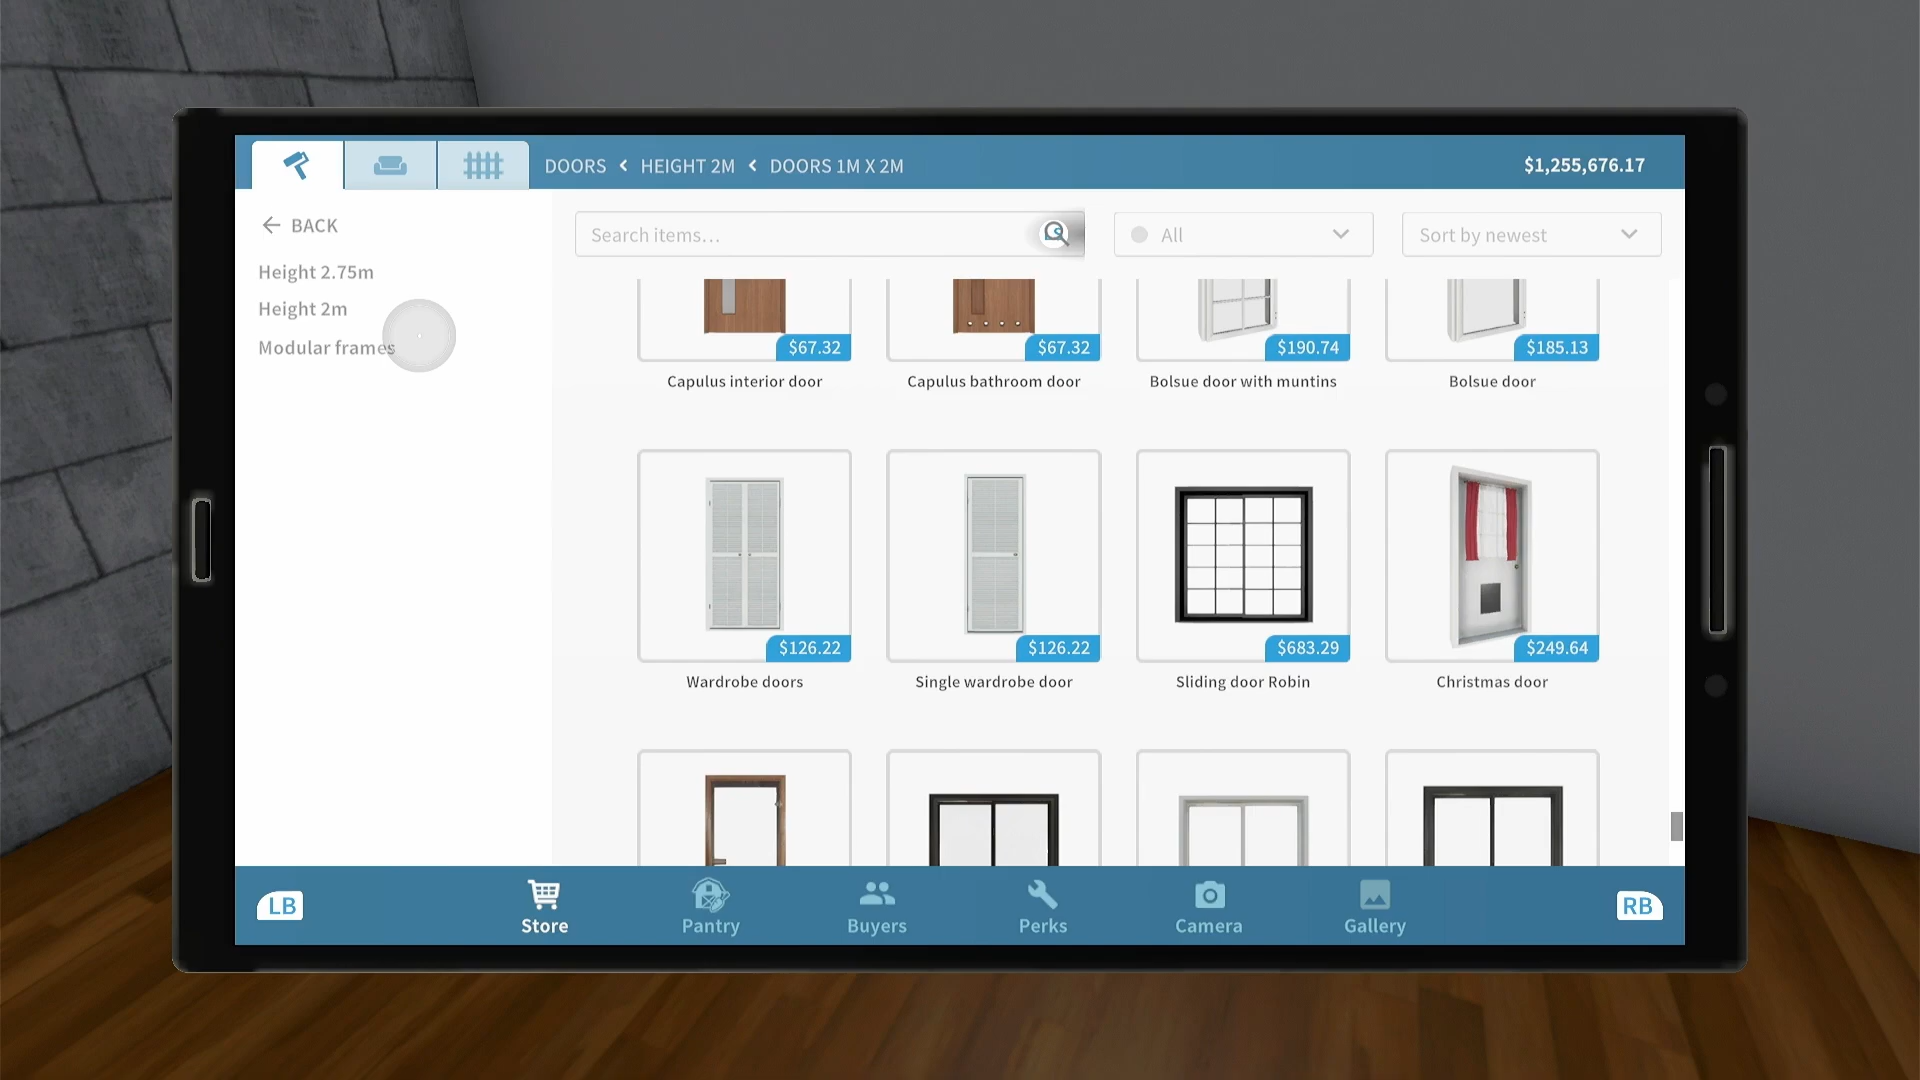 DOORS < HEIGHT 2M < DOORS 1M X 2M
$1,255,676.17
BACK
Height 2.75m
Height 2m
Modular frames
Search items...
All
Sort by newest
$67.32
$67.32
$190.74
$185.13
Capulus interior door
Capulus bathroom door
Bolsue door with muntins
Bolsue door
$126.22
$126.22
$683.29
$249.64
Wardrobe doors
Single wardrobe door
Sliding door Robin
Christmas door
LB
Store
Pantry
Buyers
Perks
Camera
Gallery
RB